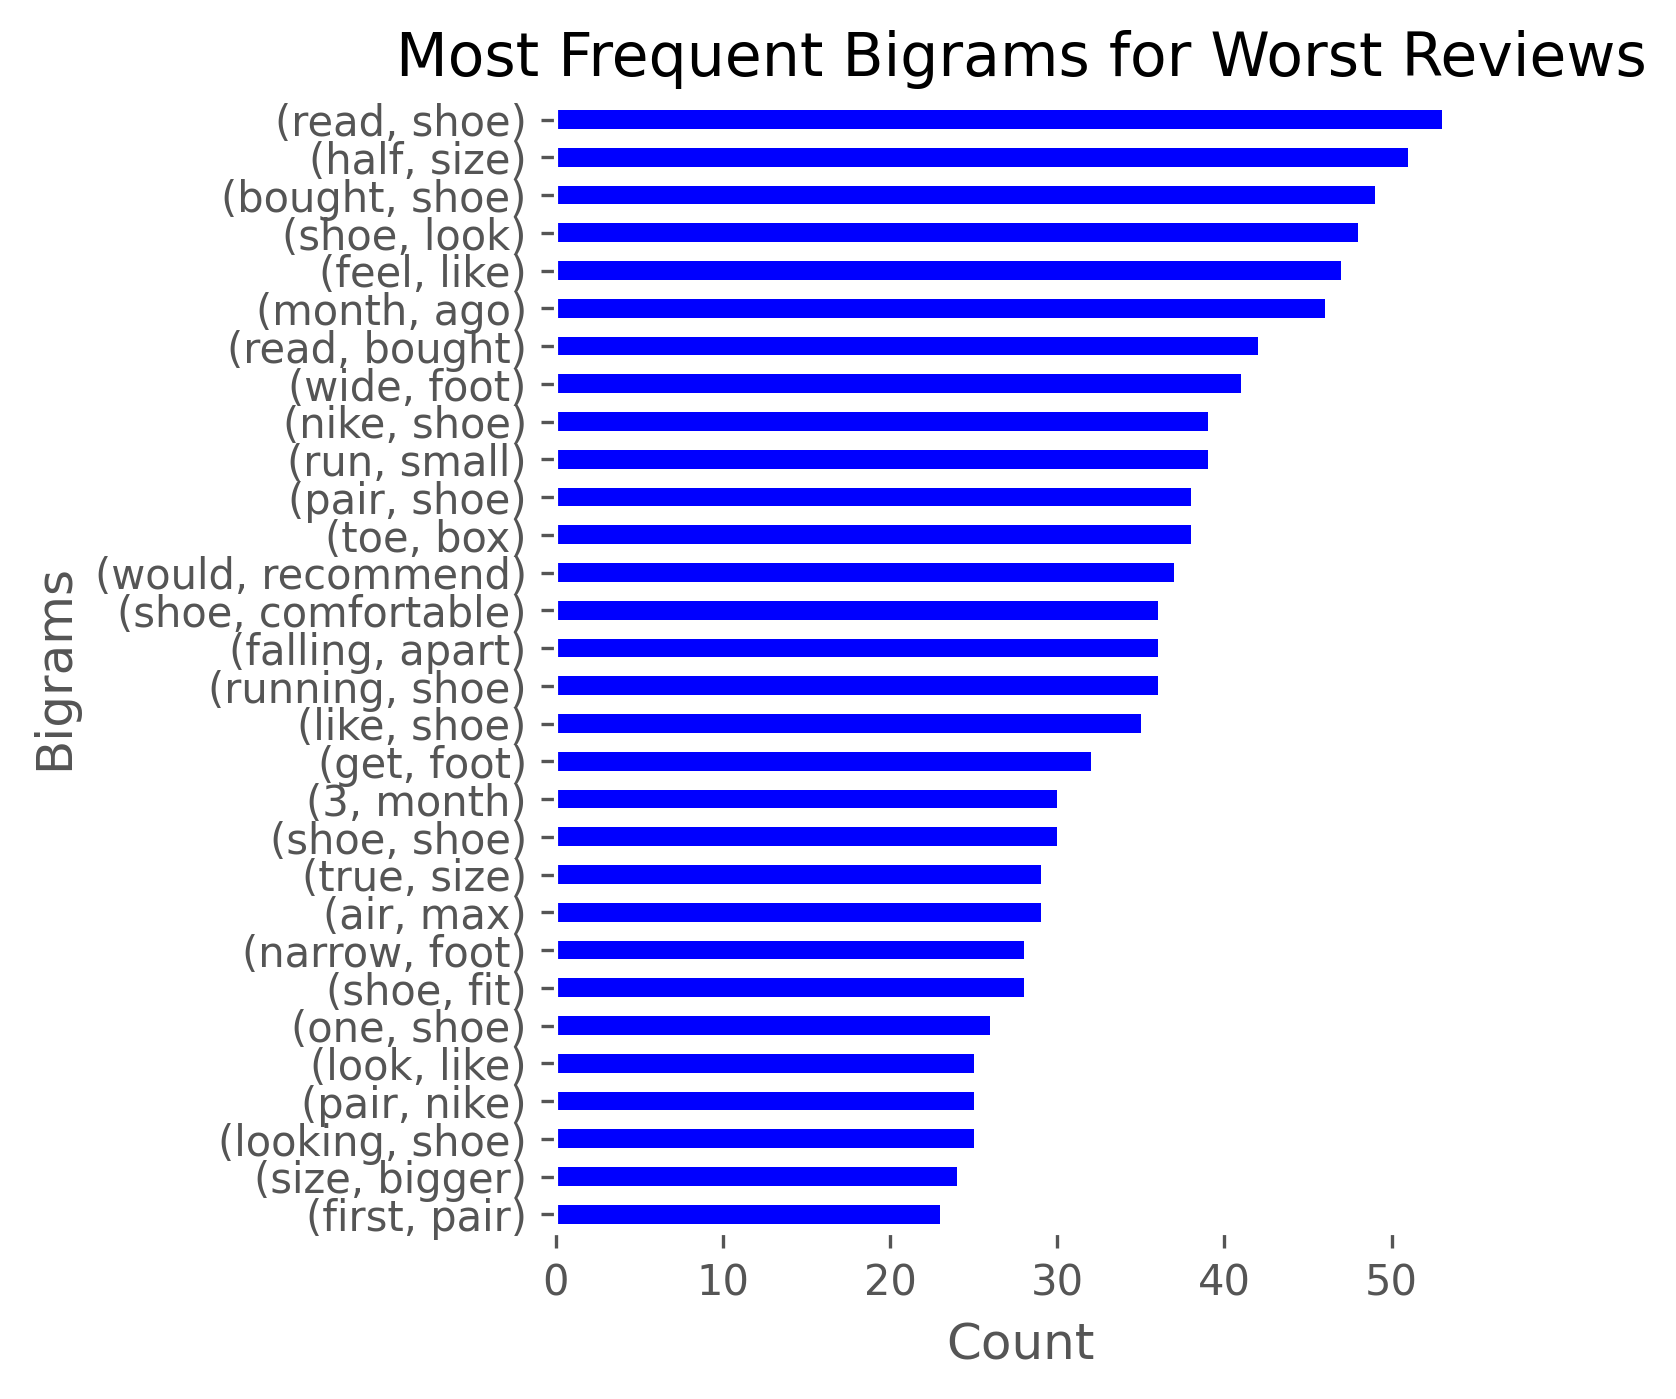 Most Frequent Bigrams for Worst Reviews
(read, shoe)
(half, size)
(bought, shoe)
(shoe, look)
(feel, like)
(month, ago)
(read, bought)
(wide, foot)
(nike, shoe)
(run, small)
(pair, shoe)
(toe, box)
(would, recommend)
(shoe, comfortable)
(falling, apart)
(running, shoe)
(like, shoe)
(get, foot)
(3, month)
(shoe, shoe)
(true, size)
(air, max)
(narrow, foot)
(shoe, fit)
(one, shoe)
(look, like)
(pair, nike)
(looking, shoe)
(size, bigger)
(first, pair)
Bigrams
0 10 20 30 40 50
Count